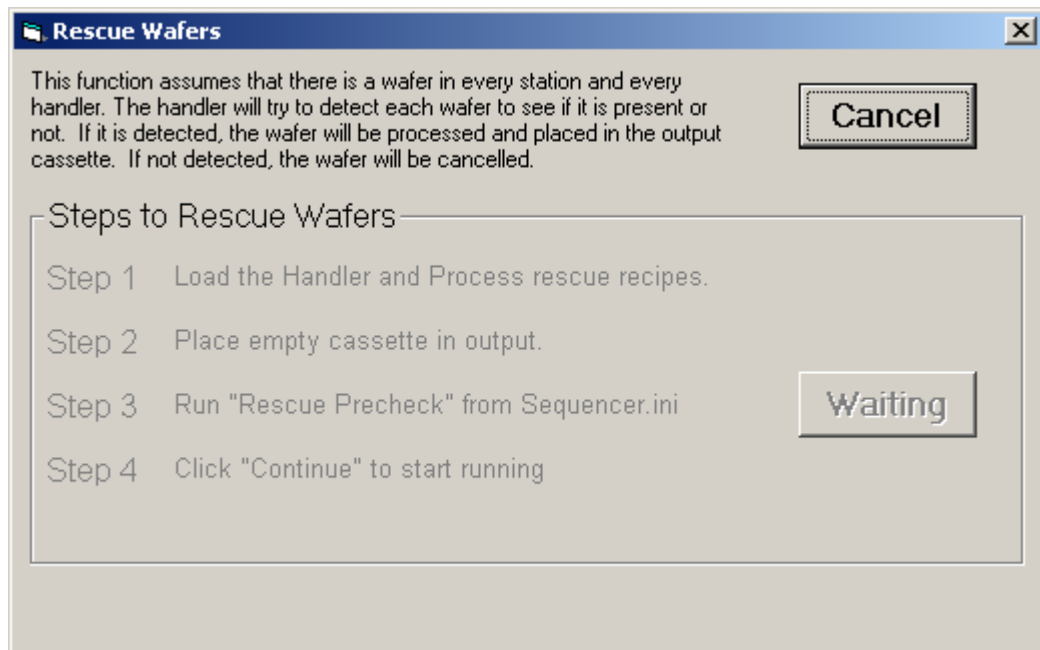 Rescue Wafers
This function assumes that there is a wafer in every station and every
handler. The handler will try to detect each wafer to see if it is present or
not.  If it is detected, the wafer will be processed and placed in the output
cassette.  If not detected, the wafer will be cancelled.
Cancel
Steps to Rescue Wafers
Step 1 Load the Handler and Process rescue recipes.
Step 2 Place empty cassette in output.
Step 3 Run "Rescue Precheck" from Sequencer.ini
Waiting
Step 4 Click "Continue" to start running